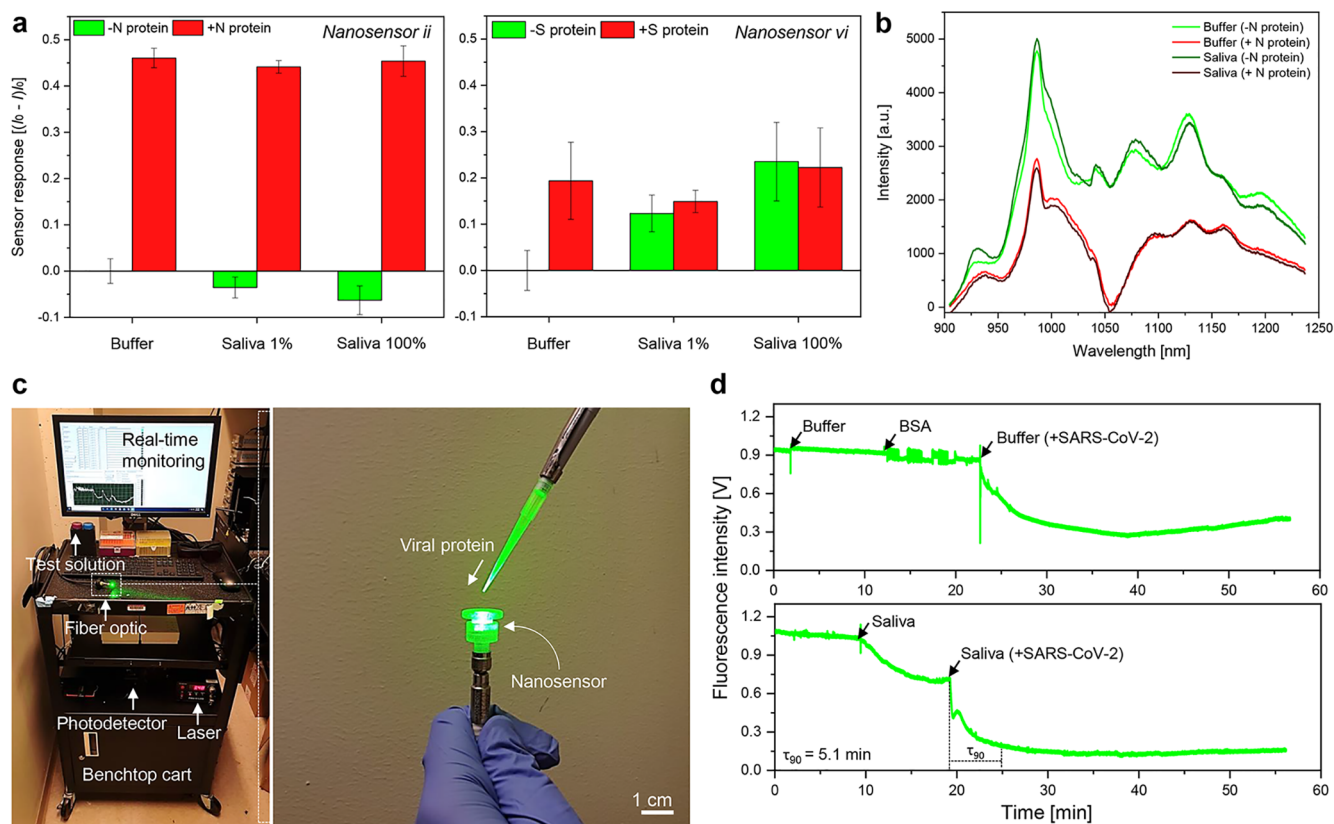 a
-N protein
+N protein
Nanosensor ii
Sensor response [(I₀ - I)/I₀)
0.5
0.4
0.3
0.2
0.1
0.0
-0.1
Buffer
Saliva 1%
Saliva 100%
-S protein
+S protein
Nanosensor vi
0.5
0.4
0.3
0.2
0.1
0.0
-0.1
Buffer
Saliva 1%
Saliva 100%
b
Buffer (-N protein)
Buffer (+ N protein)
Saliva (-N protein)
Saliva (+ N protein)
Intensity [a.u.]
5000
4000
3000
2000
1000
0
900 950 1000 1050 1100 1150 1200 1250
Wavelength [nm]
c
Real-time
monitoring
Test solution
Fiber optic
Photodetector
Laser
Benchtop cart
Viral protein
Nanosensor
1 cm
d
Fluorescence intensity [V]
1.2
0.9
0.6
0.3
0.0
Buffer
BSA
Buffer (+SARS-CoV-2)
0 10 20 30 40 50 60
1.2
0.9
0.6
0.3
0.0
Saliva
Saliva (+SARS-CoV-2)
τ₉₀ = 5.1 min
τ₉₀
0 10 20 30 40 50 60
Time [min]